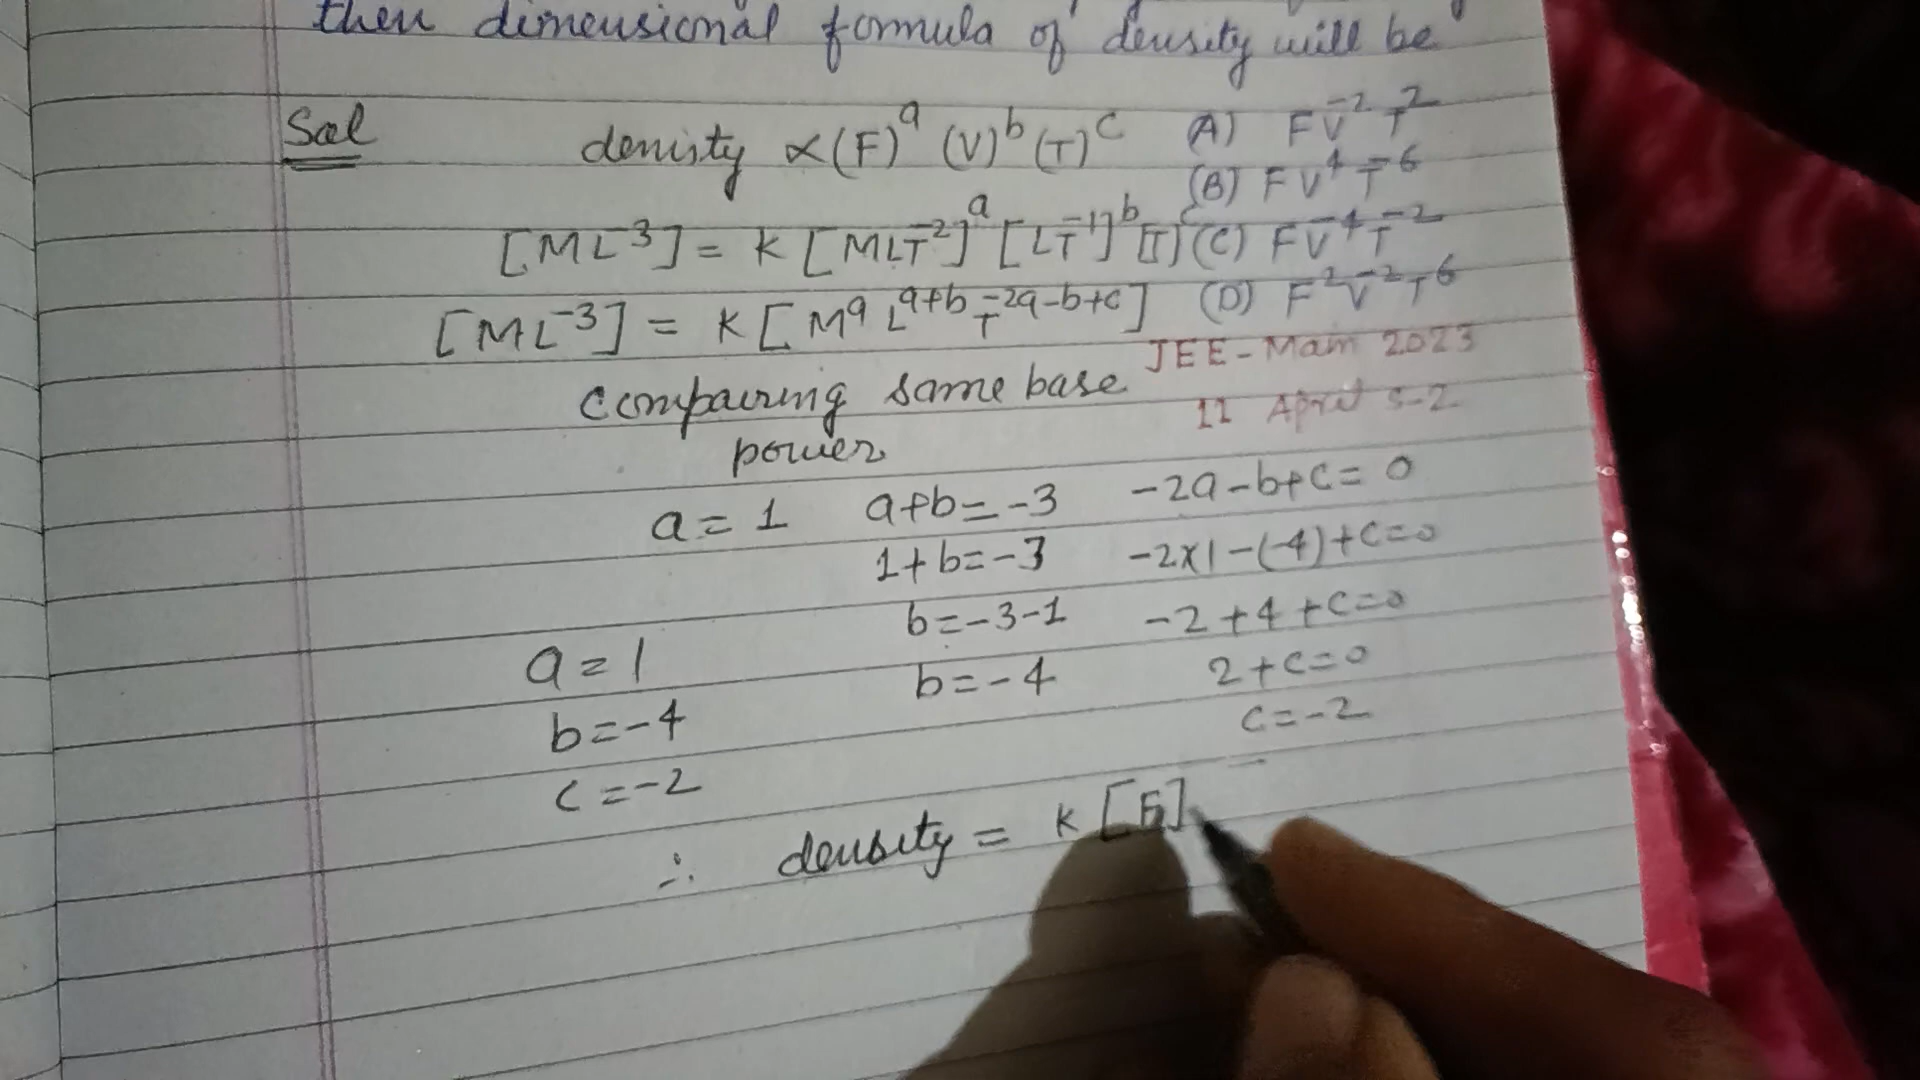 then dimensional formula of density will be
Sol denisty ∝ (F)^a (V)^b (T)^c (A) FV^-2 T^2
(B) FV^4 T^-6
[ML^-3] = K [MLT^-2]^a [LT^-1]^b [T]^c (C) FV^-4 T^-2
[ML^-3] = K [M^a L^a+b T^-2a-b+c] (D) F^2 V^-2 T^6
JEE-Main 2023
comparing same base
11 April S-2
power
a = 1 a+b = -3 -2a-b+c = 0
1+b = -3 -2×1-(-4)+c=0
b = -3-1 -2+4+c=0
a = 1 b = -4 2+c=0
b = -4 c = -2
c = -2
∴ density = K [F]